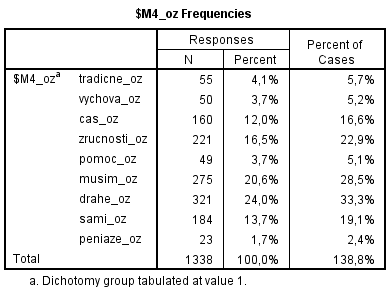 $M4_oz Frequencies
Responses Percent of Cases
N Percent
$M4_ozᵃ tradicne_oz 55 4,1% 5,7%
vychova_oz 50 3,7% 5,2%
cas_oz 160 12,0% 16,6%
zrucnosti_oz 221 16,5% 22,9%
pomoc_oz 49 3,7% 5,1%
musim_oz 275 20,6% 28,5%
drahe_oz 321 24,0% 33,3%
sami_oz 184 13,7% 19,1%
peniaze_oz 23 1,7% 2,4%
Total 1338 100,0% 138,8%
a. Dichotomy group tabulated at value 1.